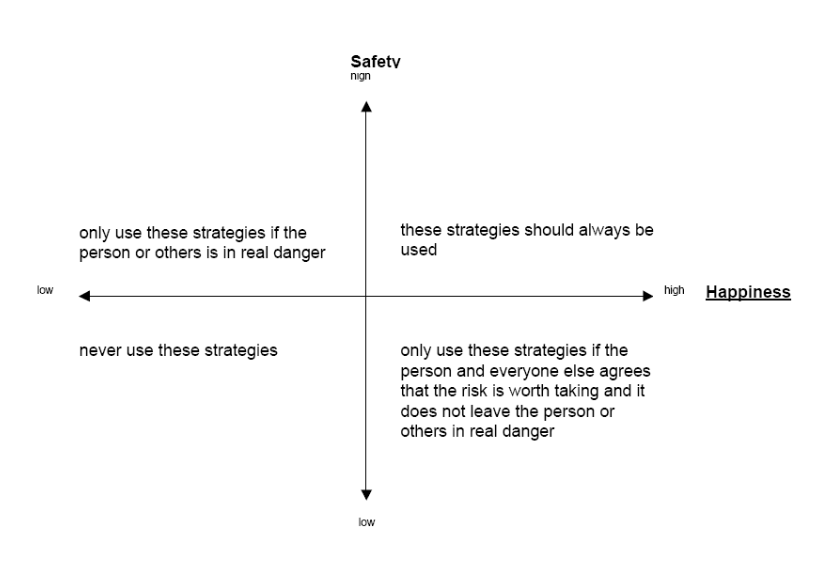 Safety
high
only use these strategies if the
person or others is in real danger
these strategies should always be
used
low
high
Happiness
never use these strategies
only use these strategies if the
person and everyone else agrees
that the risk is worth taking and it
does not leave the person or
others in real danger
low